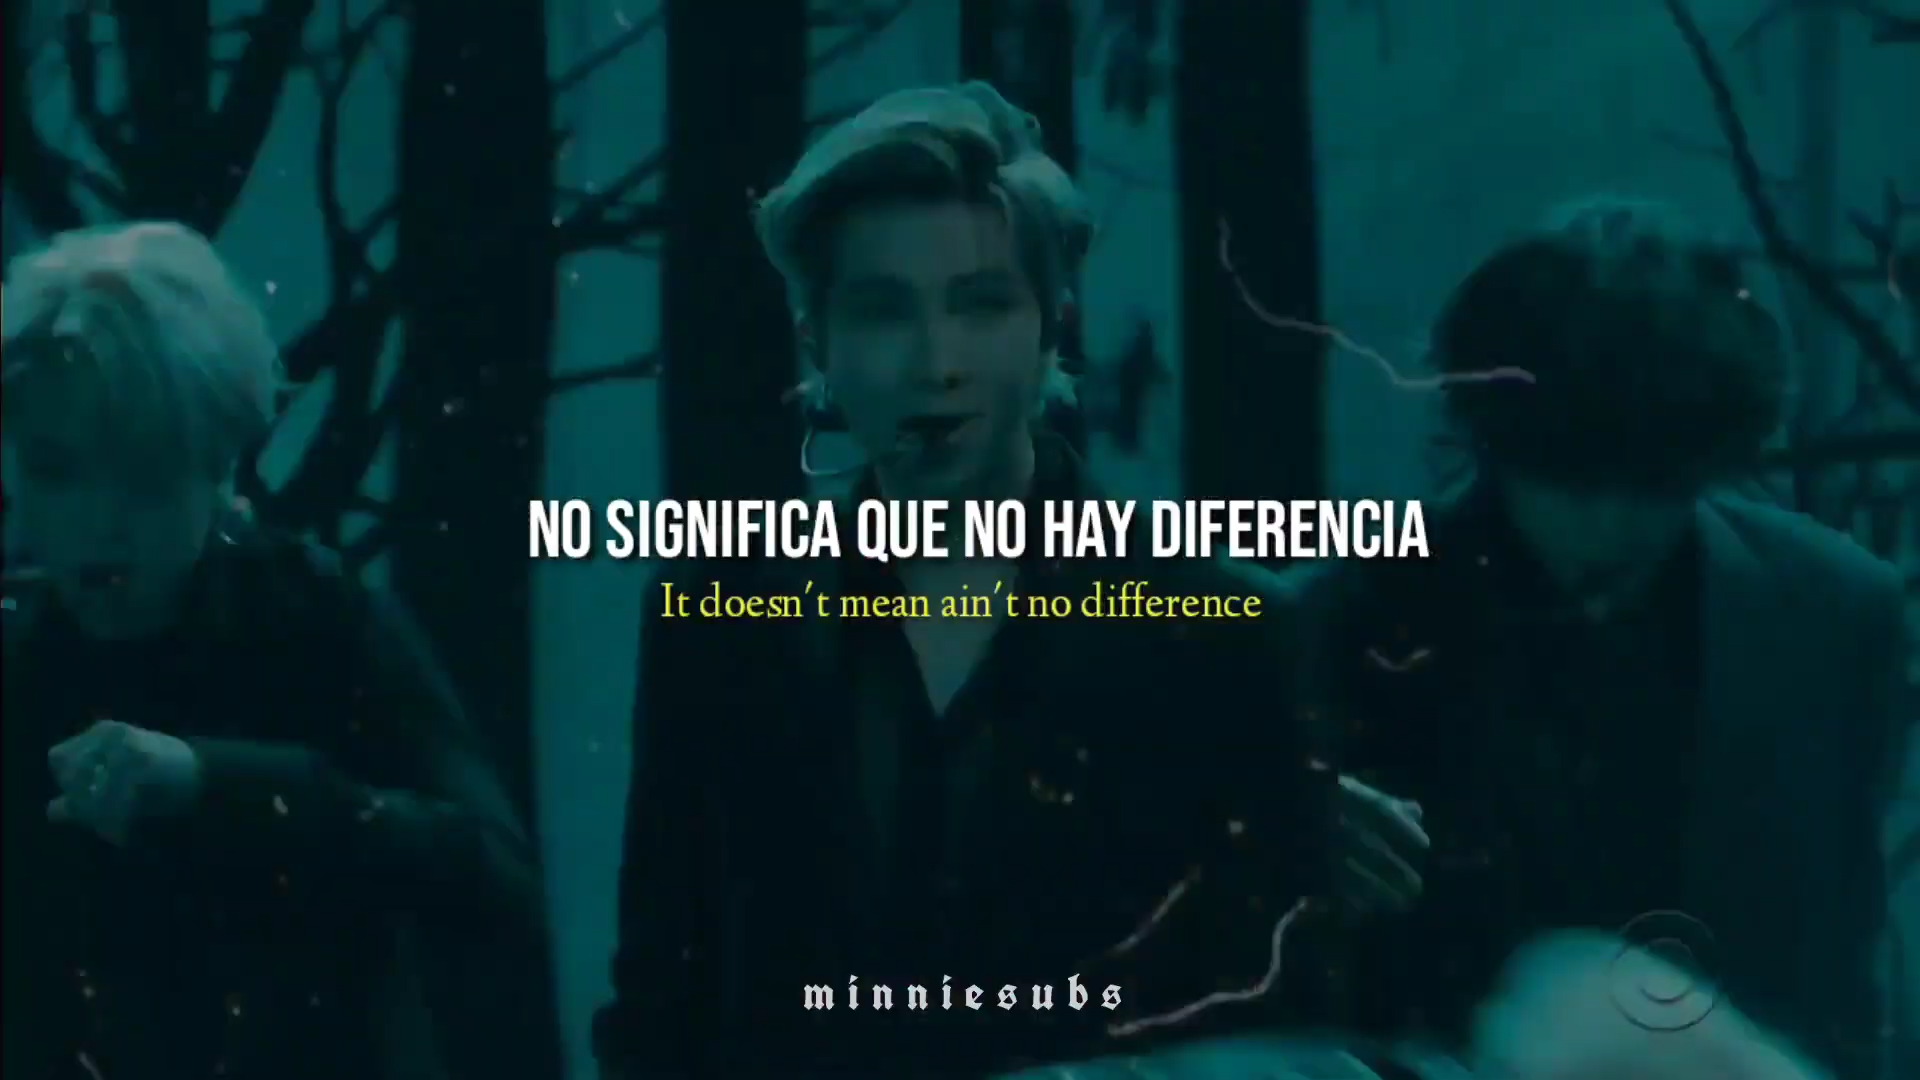 NO SIGNIFICA QUE NO HAY DIFERENCIA
It doesn't mean ain't no difference
minniesubs